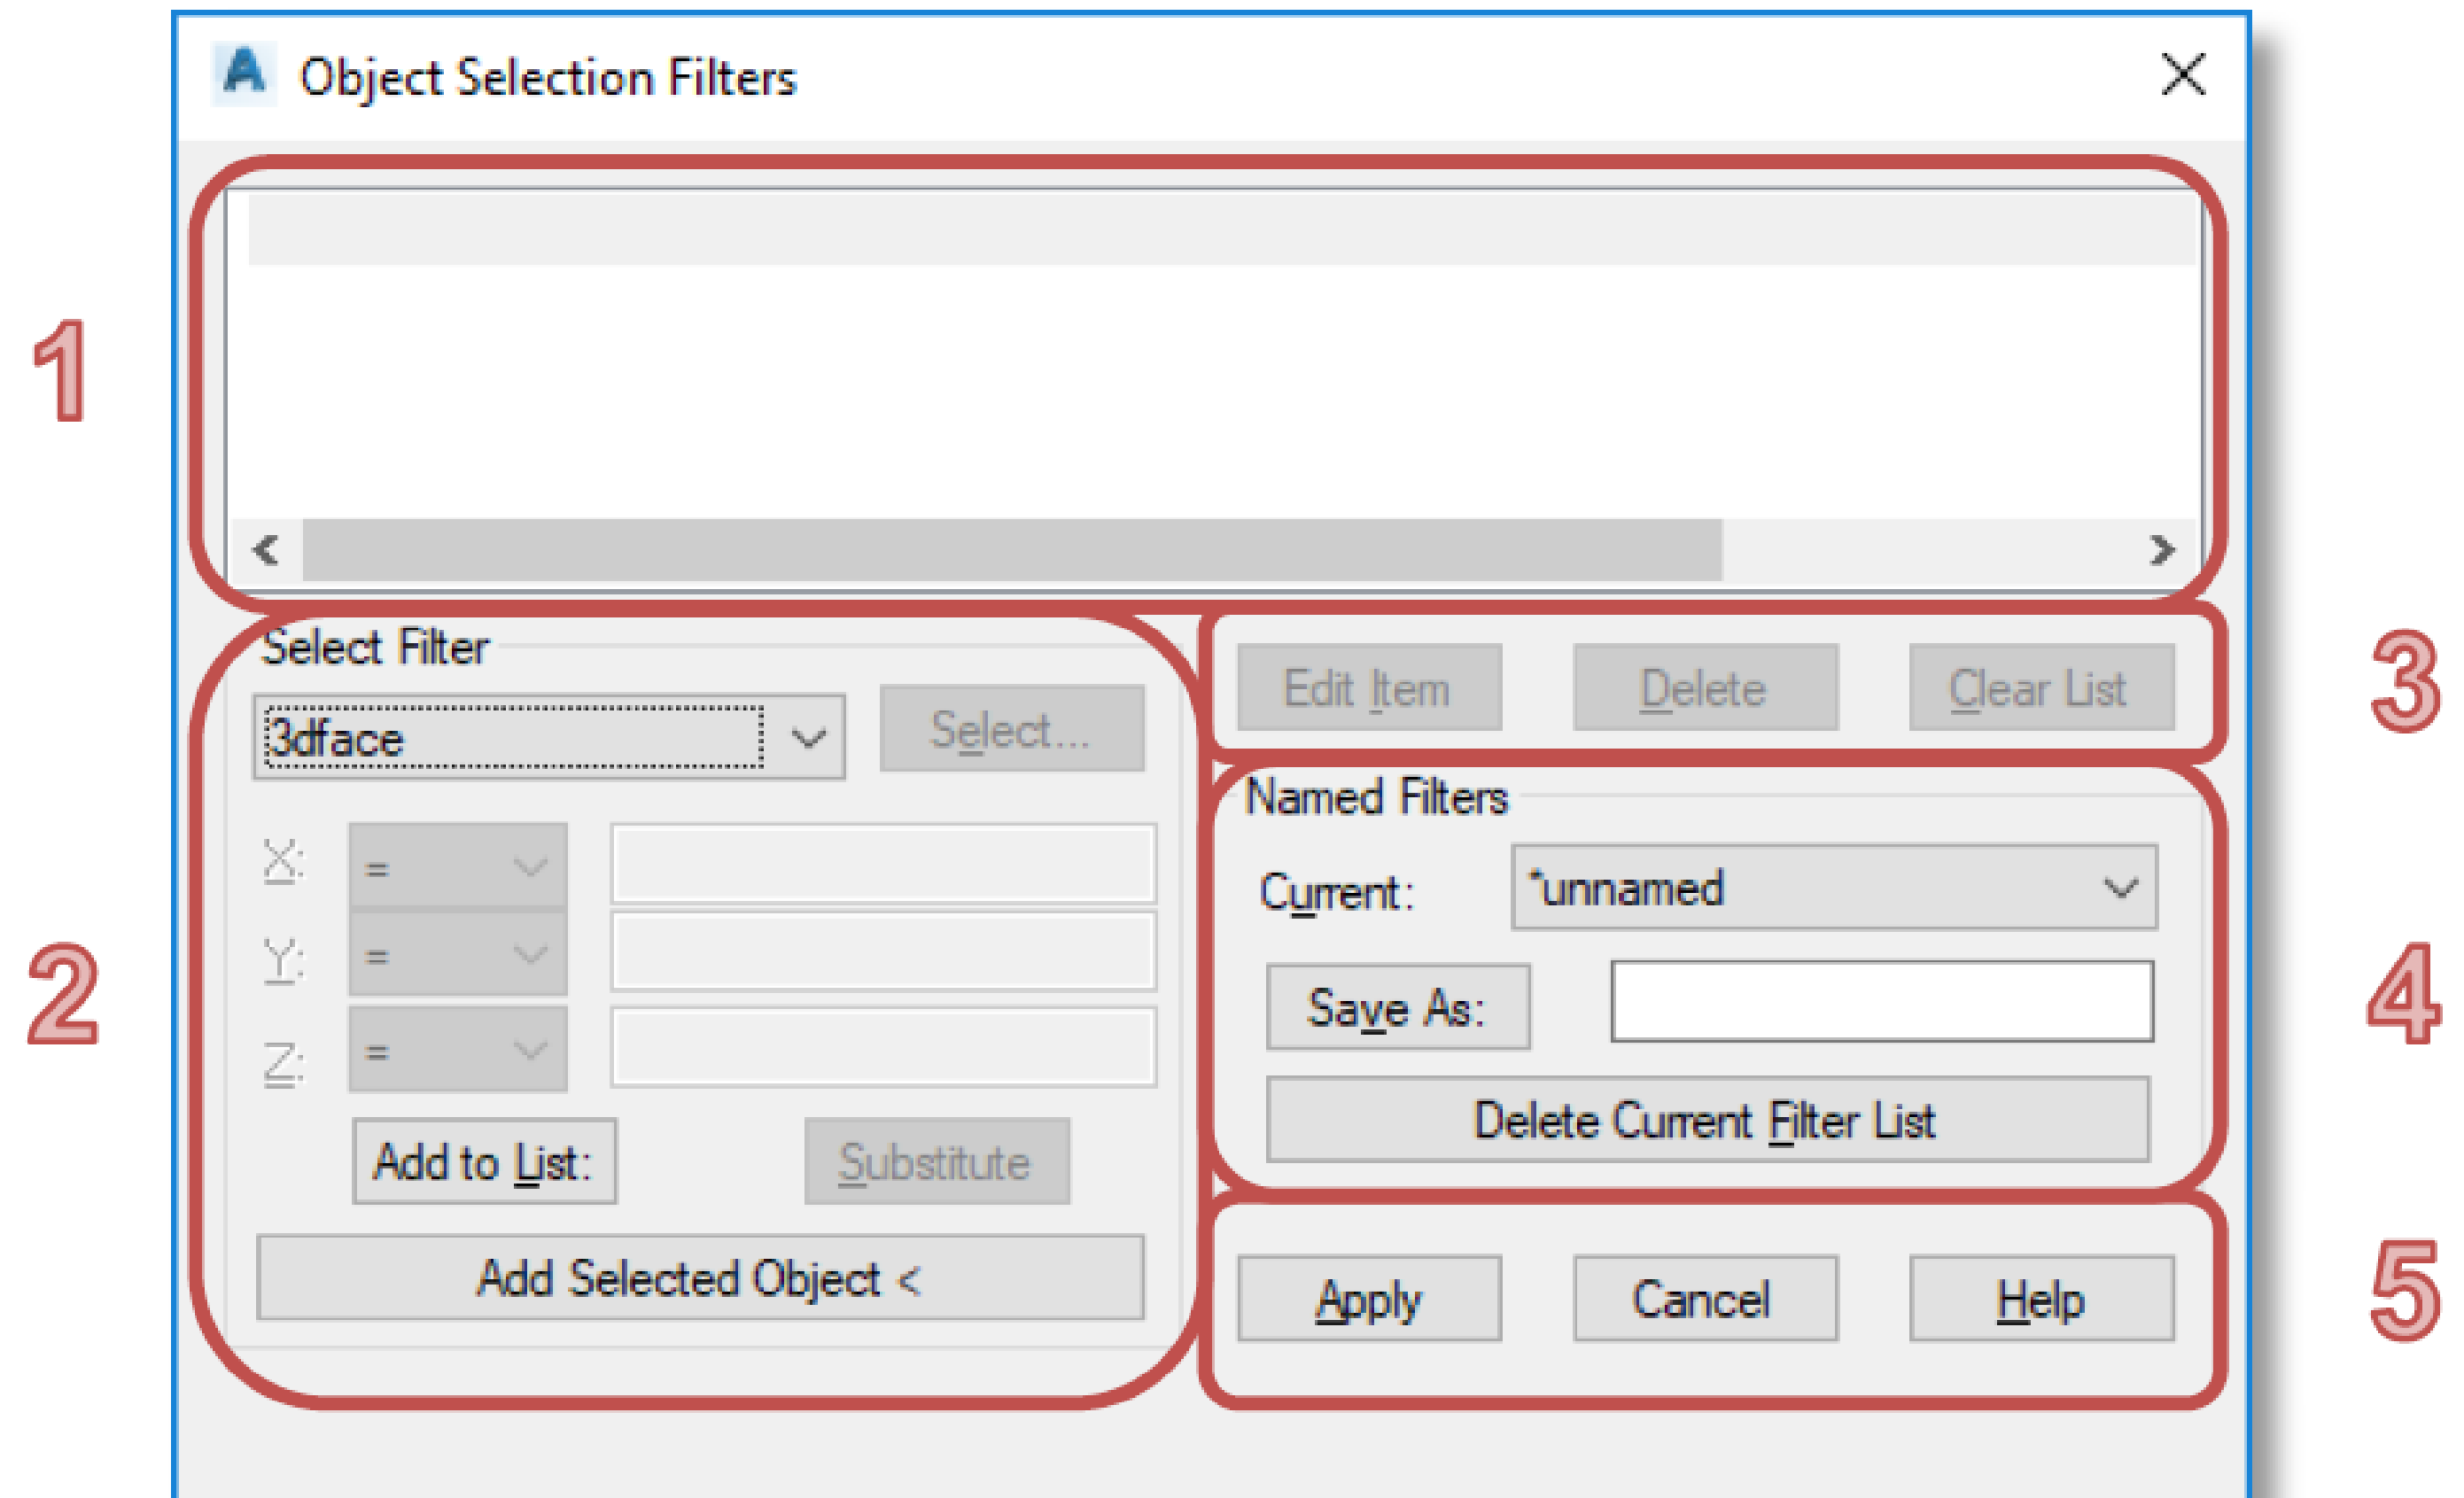 Object Selection Filters
1
Select Filter
3dface
Select...
X: =
Y: =
Z: =
Add to List:
Substitute
Add Selected Object <
2
Edit Item
Delete
Clear List
3
Named Filters
Current:
*unnamed
Save As:
Delete Current Filter List
4
Apply
Cancel
Help
5